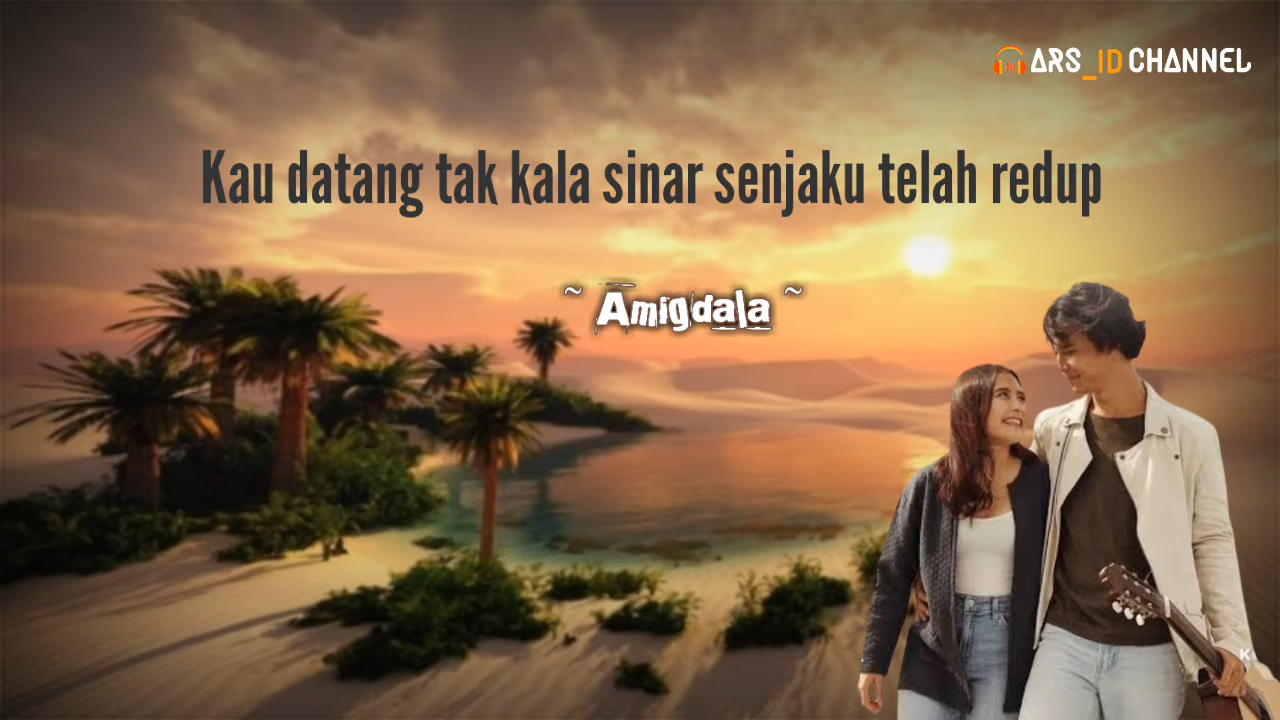 ARS_ID CHANNEL
Kau datang tak kala sinar senjaku telah redup
~ Amigdala ~
K